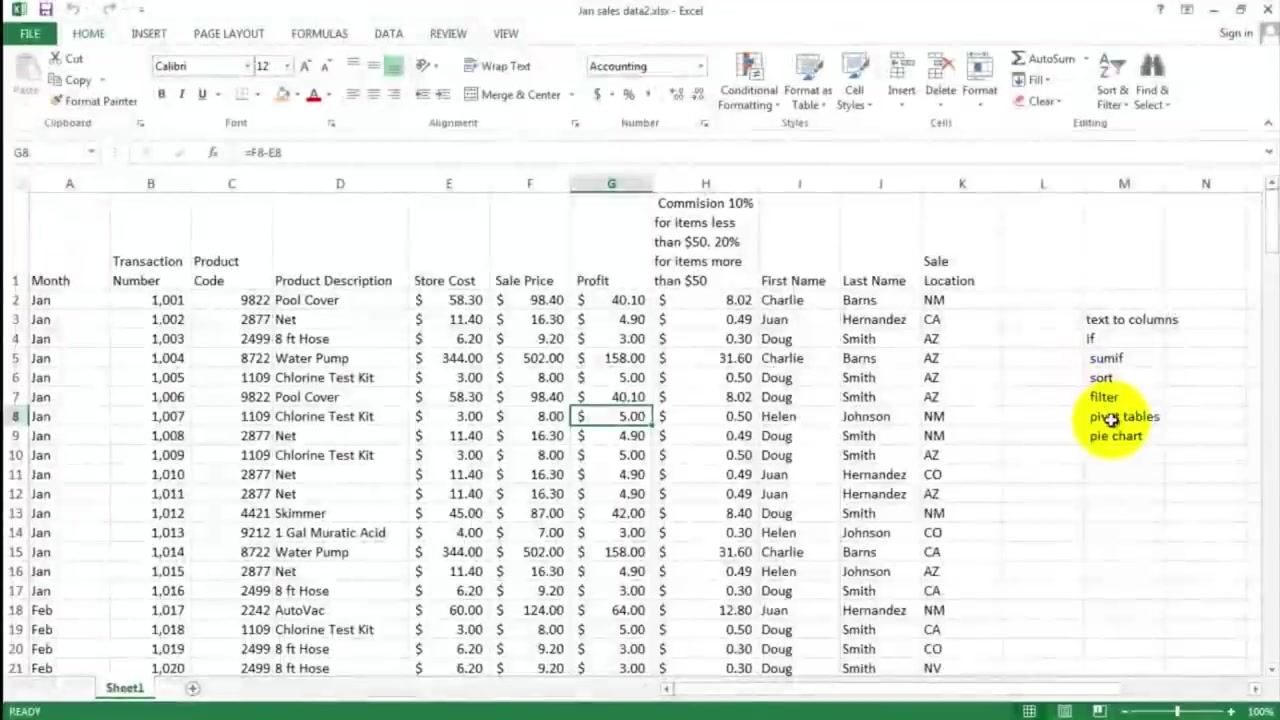 Jan sales data2.xlsx - Excel
FILE HOME INSERT PAGE LAYOUT FORMULAS DATA REVIEW VIEW Sign in
Cut
Copy
Paste
Format Painter
Clipboard
Calibri 12
B I U
Font
Wrap Text
Merge & Center
Alignment
Accounting
$ % ,
Number
Conditional Formatting
Format as Table
Cell Styles
Styles
Insert Delete Format
Cells
AutoSum
Fill
Clear
Sort & Filter
Find & Select
Editing
G8 fx =F8-E8
A B C D E F G H I J K L M N
1 Month Transaction Number Product Code Product Description Store Cost Sale Price Profit Commision 10% for items less than $50. 20% for items more than $50 First Name Last Name Sale Location
2 Jan 1,001 9822 Pool Cover $ 58.30 $ 98.40 $ 40.10 $ 8.02 Charlie Barns NM
3 Jan 1,002 2877 Net $ 11.40 $ 16.30 $ 4.90 $ 0.49 Juan Hernandez CA text to columns
4 Jan 1,003 2499 8 ft Hose $ 6.20 $ 9.20 $ 3.00 $ 0.30 Doug Smith AZ if
5 Jan 1,004 8722 Water Pump $ 344.00 $ 502.00 $ 158.00 $ 31.60 Charlie Barns AZ sumif
6 Jan 1,005 1109 Chlorine Test Kit $ 3.00 $ 8.00 $ 5.00 $ 0.50 Doug Smith AZ sort
7 Jan 1,006 9822 Pool Cover $ 58.30 $ 98.40 $ 40.10 $ 8.02 Doug Smith AZ filter
8 Jan 1,007 1109 Chlorine Test Kit $ 3.00 $ 8.00 $ 5.00 $ 0.50 Helen Johnson NM pivot tables
9 Jan 1,008 2877 Net $ 11.40 $ 16.30 $ 4.90 $ 0.49 Doug Smith NM pie chart
10 Jan 1,009 1109 Chlorine Test Kit $ 3.00 $ 8.00 $ 5.00 $ 0.50 Doug Smith AZ
11 Jan 1,010 2877 Net $ 11.40 $ 16.30 $ 4.90 $ 0.49 Juan Hernandez CO
12 Jan 1,011 2877 Net $ 11.40 $ 16.30 $ 4.90 $ 0.49 Juan Hernandez AZ
13 Jan 1,012 4421 Skimmer $ 45.00 $ 87.00 $ 42.00 $ 8.40 Doug Smith NM
14 Jan 1,013 9212 1 Gal Muratic Acid $ 4.00 $ 7.00 $ 3.00 $ 0.30 Helen Johnson CO
15 Jan 1,014 8722 Water Pump $ 344.00 $ 502.00 $ 158.00 $ 31.60 Charlie Barns CA
16 Jan 1,015 2877 Net $ 11.40 $ 16.30 $ 4.90 $ 0.49 Helen Johnson AZ
17 Jan 1,016 2499 8 ft Hose $ 6.20 $ 9.20 $ 3.00 $ 0.30 Doug Smith CA
18 Feb 1,017 2242 AutoVac $ 60.00 $ 124.00 $ 64.00 $ 12.80 Juan Hernandez NM
19 Feb 1,018 1109 Chlorine Test Kit $ 3.00 $ 8.00 $ 5.00 $ 0.50 Doug Smith CA
20 Feb 1,019 2499 8 ft Hose $ 6.20 $ 9.20 $ 3.00 $ 0.30 Doug Smith CO
21 Feb 1,020 2499 8 ft Hose $ 6.20 $ 9.20 $ 3.00 $ 0.30 Doug Smith NV
Sheet1
READY 100%